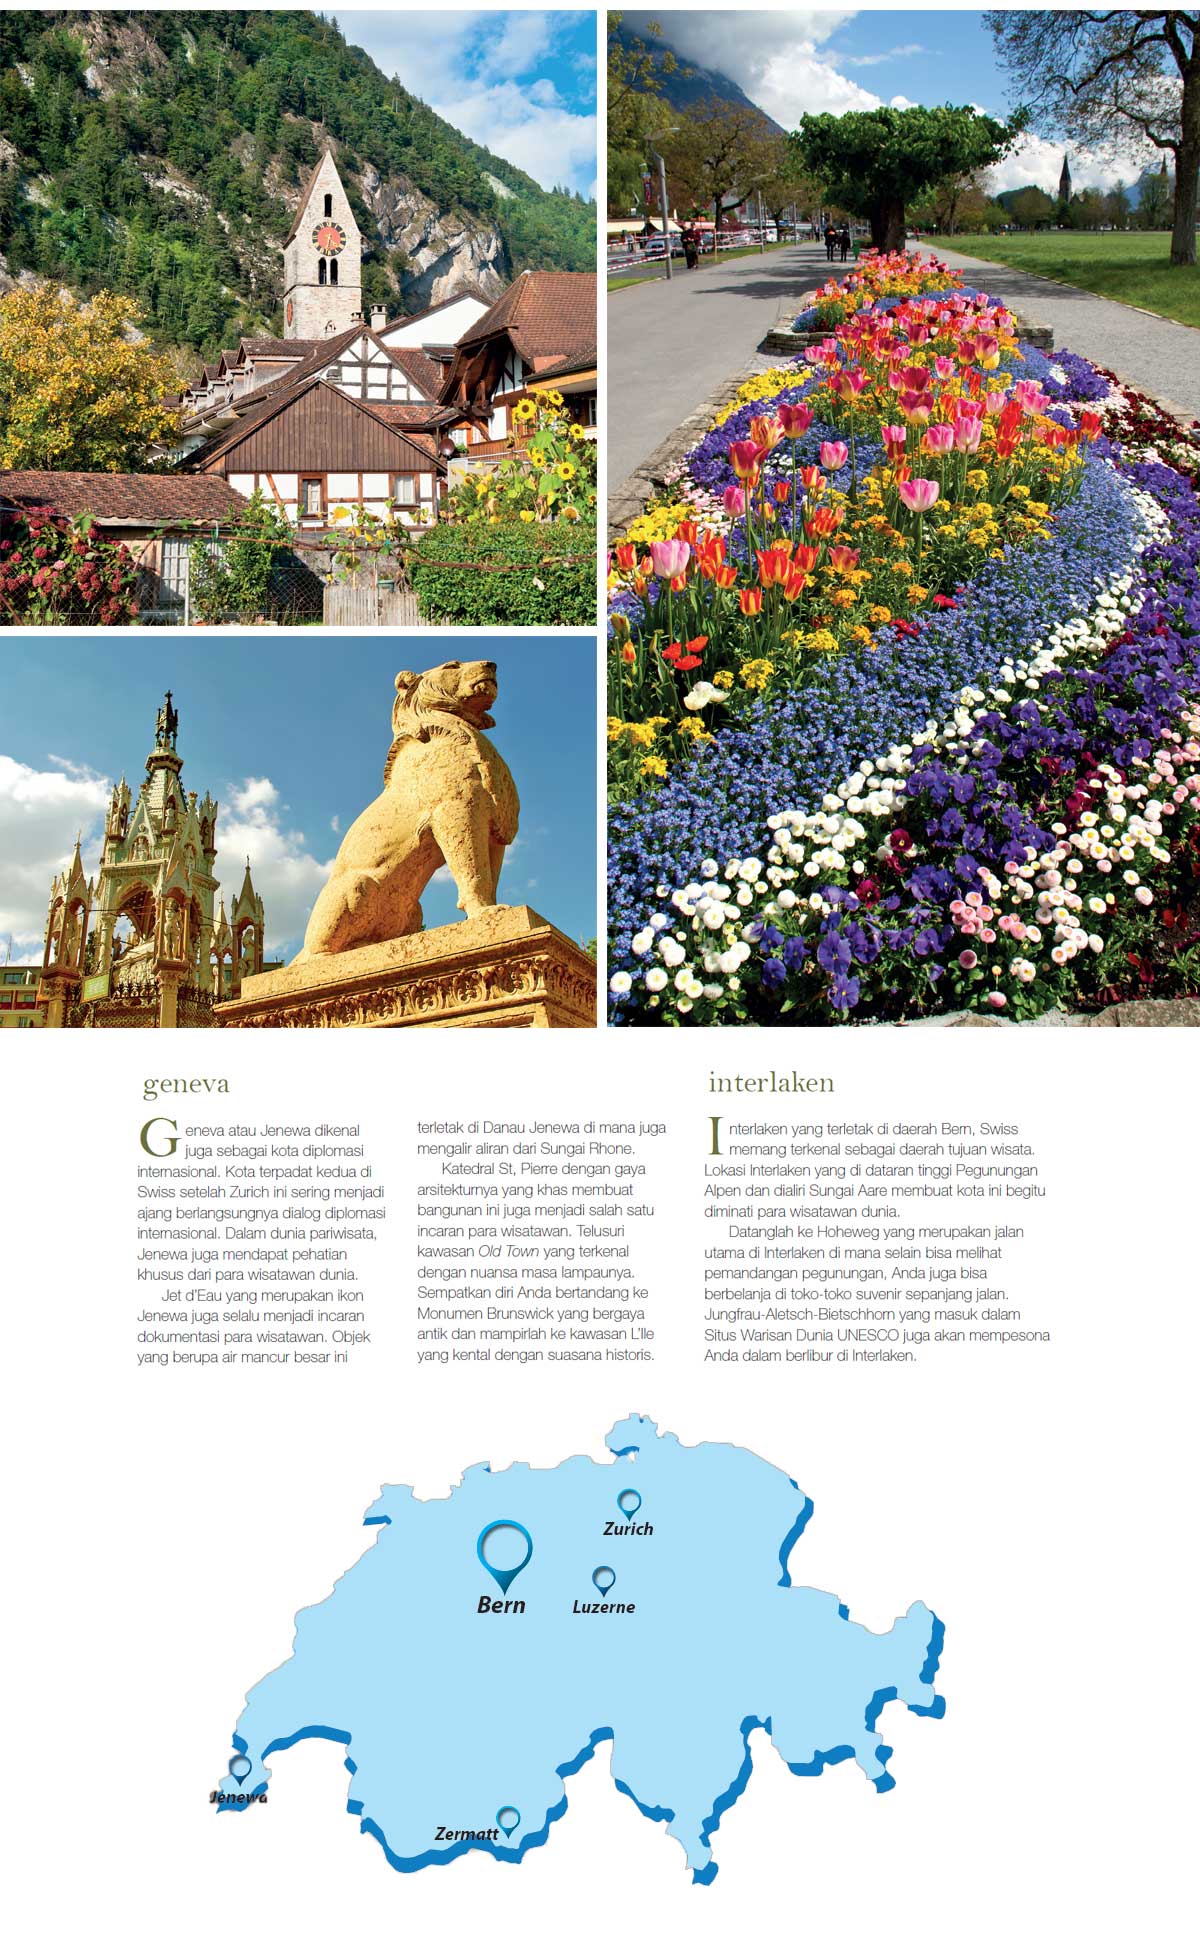 geneva
Geneva atau Jenewa dikenal
juga sebagai kota diplomasi
internasional. Kota terpadat kedua di
Swiss setelah Zurich ini sering menjadi
ajang berlangsungnya dialog diplomasi
internasional. Dalam dunia pariwisata,
Jenewa juga mendapat pehatian
khusus dari para wisatawan dunia.
Jet d’Eau yang merupakan ikon
Jenewa juga selalu menjadi incaran
dokumentasi para wisatawan. Objek
yang berupa air mancur besar ini
terletak di Danau Jenewa di mana juga
mengalir aliran dari Sungai Rhone.
Katedral St, Pierre dengan gaya
arsitekturnya yang khas membuat
bangunan ini juga menjadi salah satu
incaran para wisatawan. Telusuri
kawasan Old Town yang terkenal
dengan nuansa masa lampaunya.
Sempatkan diri Anda bertandang ke
Monumen Brunswick yang bergaya
antik dan mampirlah ke kawasan L’Ile
yang kental dengan suasana historis.
interlaken
Interlaken yang terletak di daerah Bern, Swiss
memang terkenal sebagai daerah tujuan wisata.
Lokasi Interlaken yang di dataran tinggi Pegunungan
Alpen dan dialiri Sungai Aare membuat kota ini begitu
diminati para wisatawan dunia.
Datanglah ke Hoheweg yang merupakan jalan
utama di Interlaken di mana selain bisa melihat
pemandangan pegunungan, Anda juga bisa
berbelanja di toko-toko suvenir sepanjang jalan.
Jungfrau-Aletsch-Bietschhorn yang masuk dalam
Situs Warisan Dunia UNESCO juga akan mempesona
Anda dalam berlibur di Interlaken.
Zurich
Bern
Luzerne
Jenewa
Zermatt